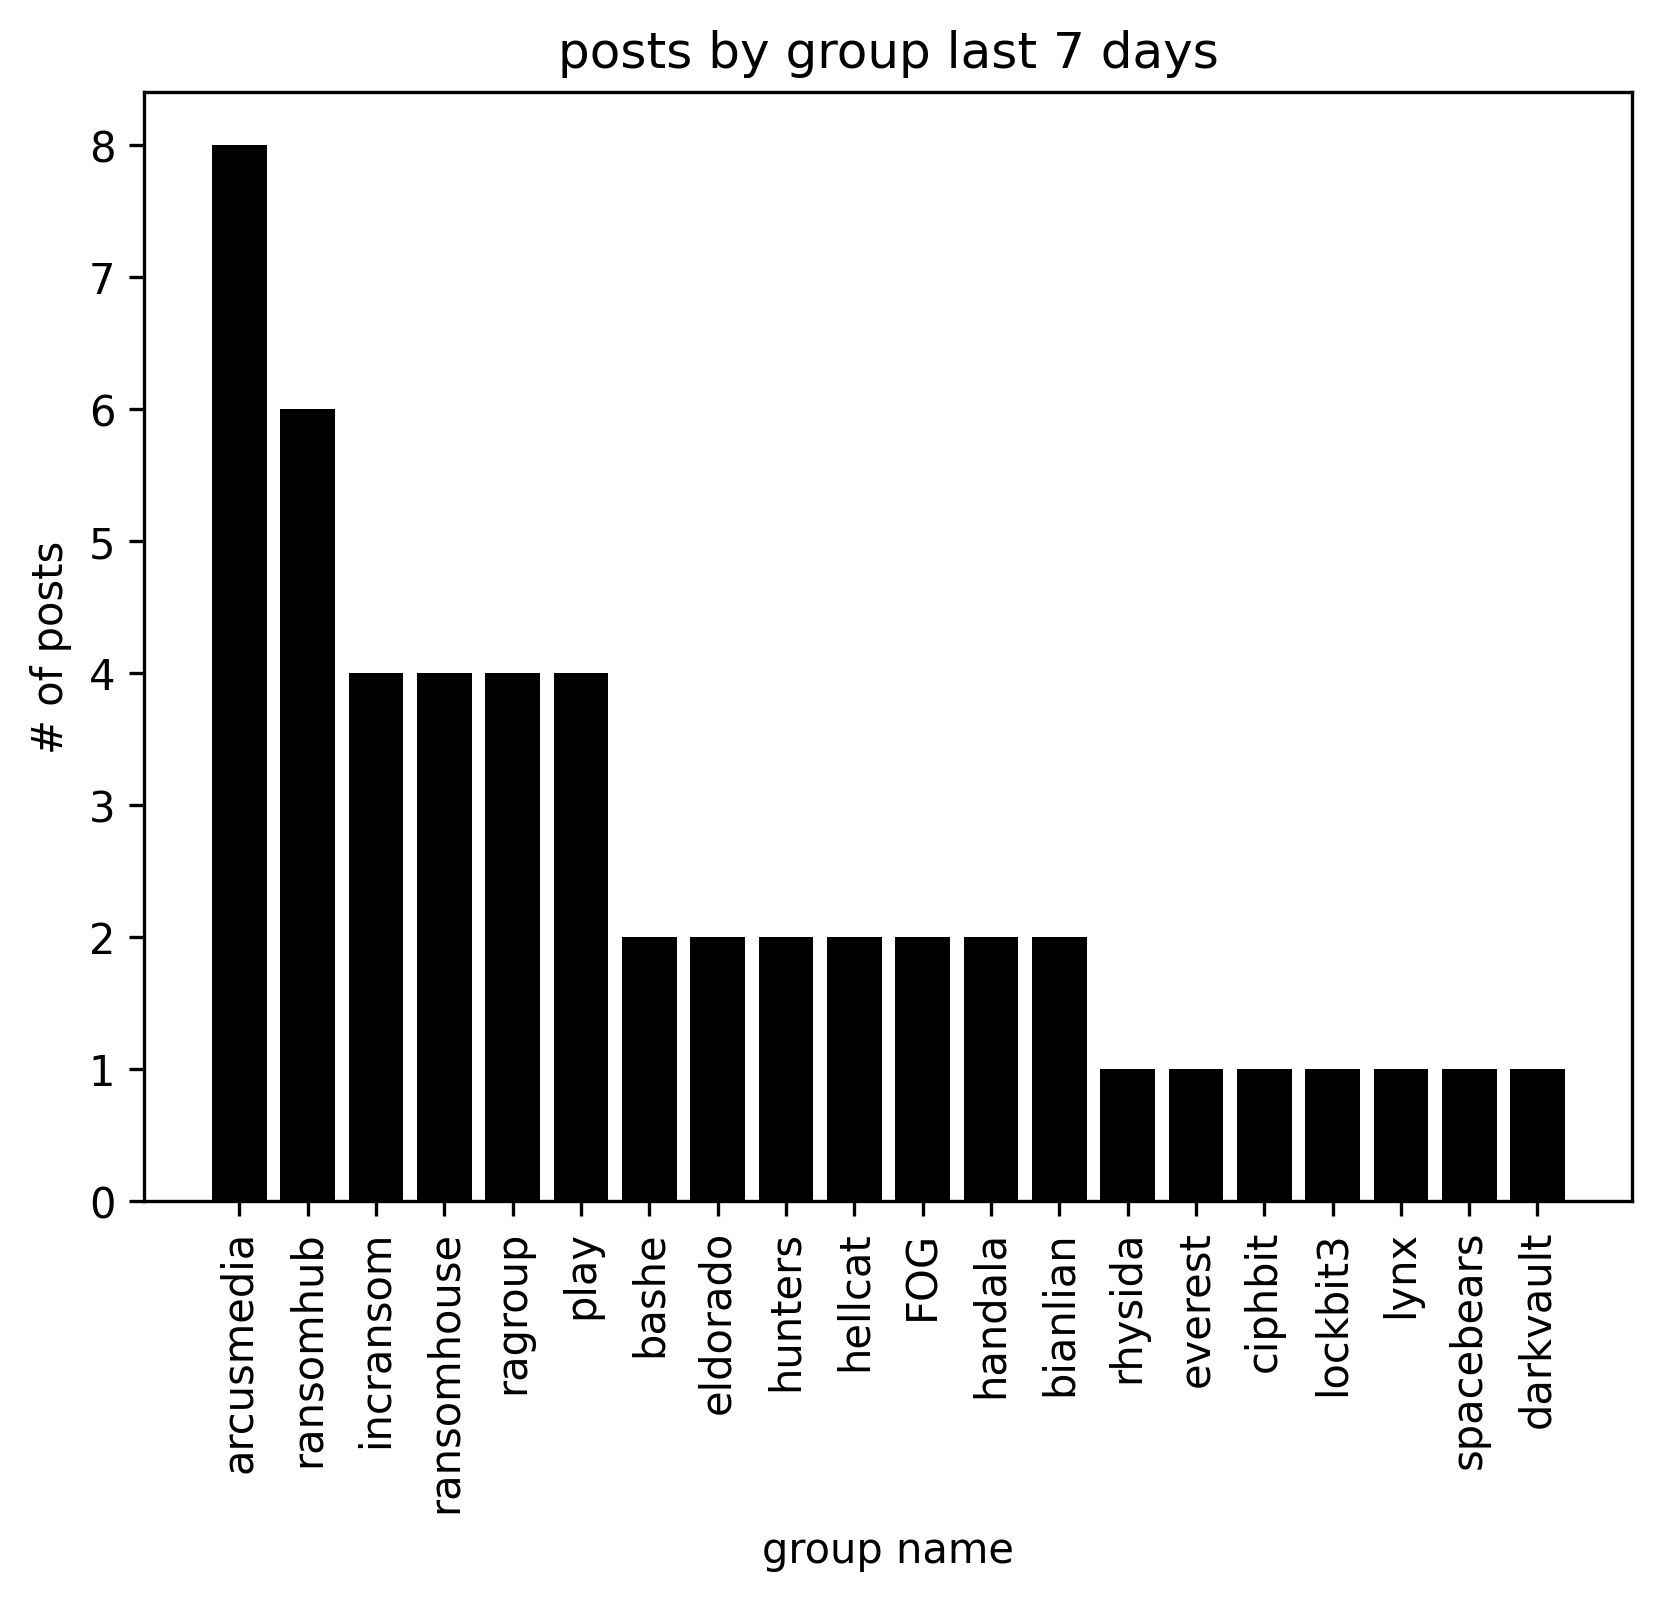 posts by group last 7 days
# of posts
8
7
6
5
4
3
2
1
0
arcusmedia
ransomhub
incransom
ransomhouse
ragroup
play
bashe
eldorado
hunters
hellcat
FOG
handala
bianlian
rhysida
everest
ciphbit
lockbit3
lynx
spacebears
darkvault
group name